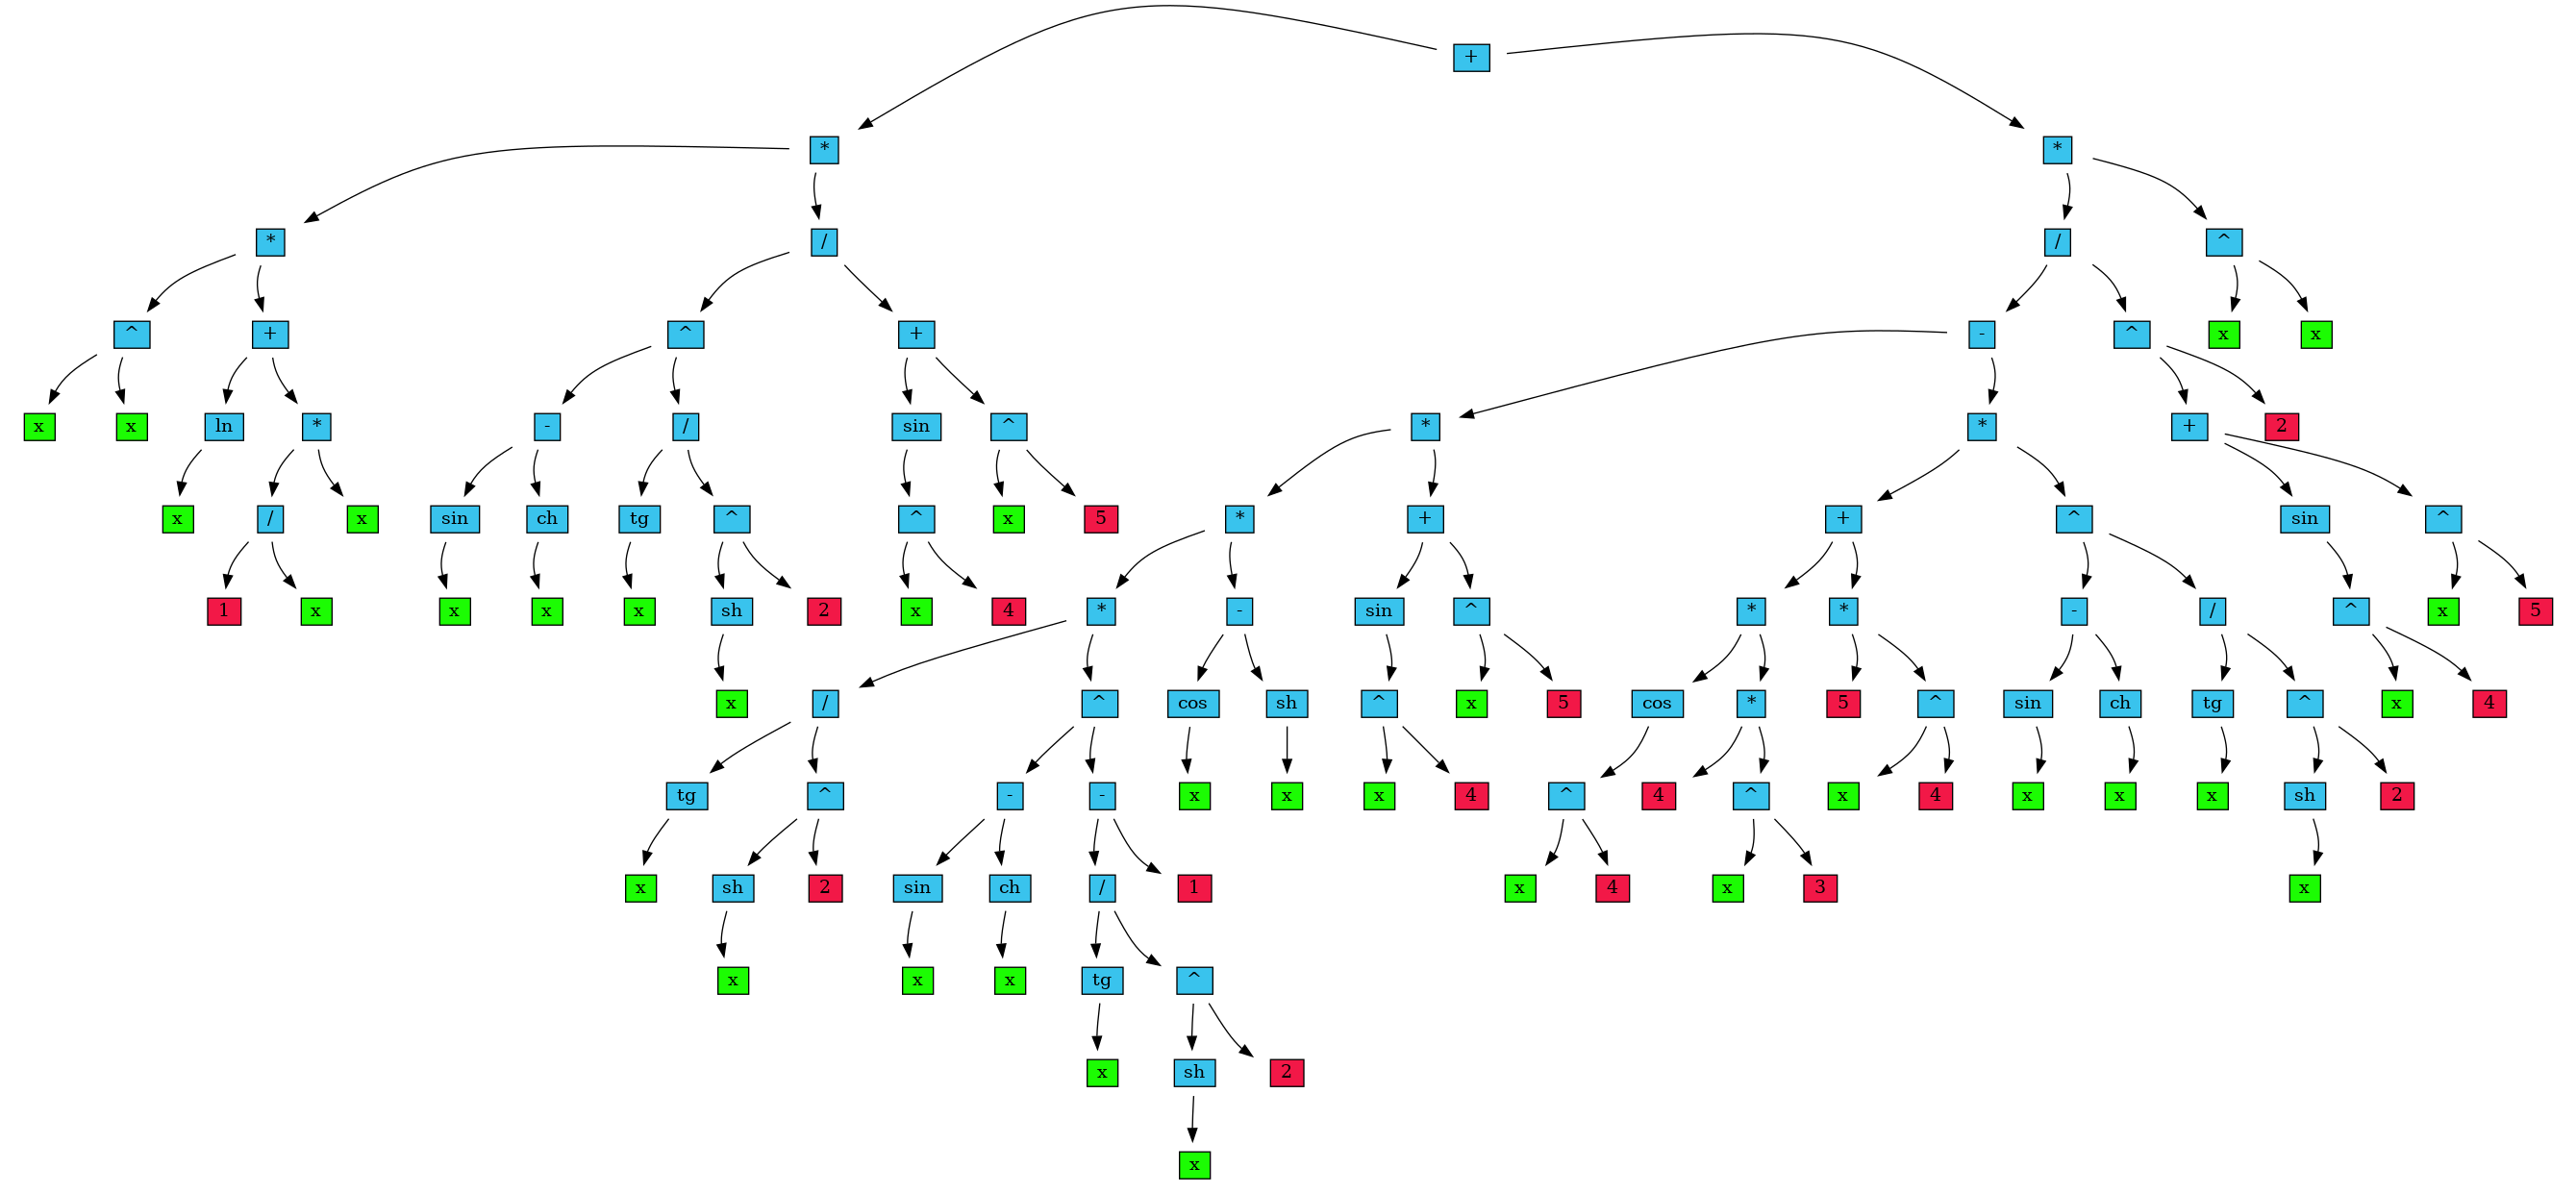 +
* *
* / / ^
^ + ^ + - ^ x x
x x ln * - / sin ^ * * + 2
x / x sin ch tg ^ ^ x 5 * + + ^ sin ^
1 x x x x sh 2 x 4 * - sin ^ * * - / ^ x 5
x / ^ cos sh ^ x 5 cos * 5 ^ sin ch tg ^ x 4
tg ^ - - x x x 4 ^ 4 ^ x 4 x x x sh 2
x sh 2 sin ch / 1 x 4 x 3 x
x x x tg ^
x sh 2
x